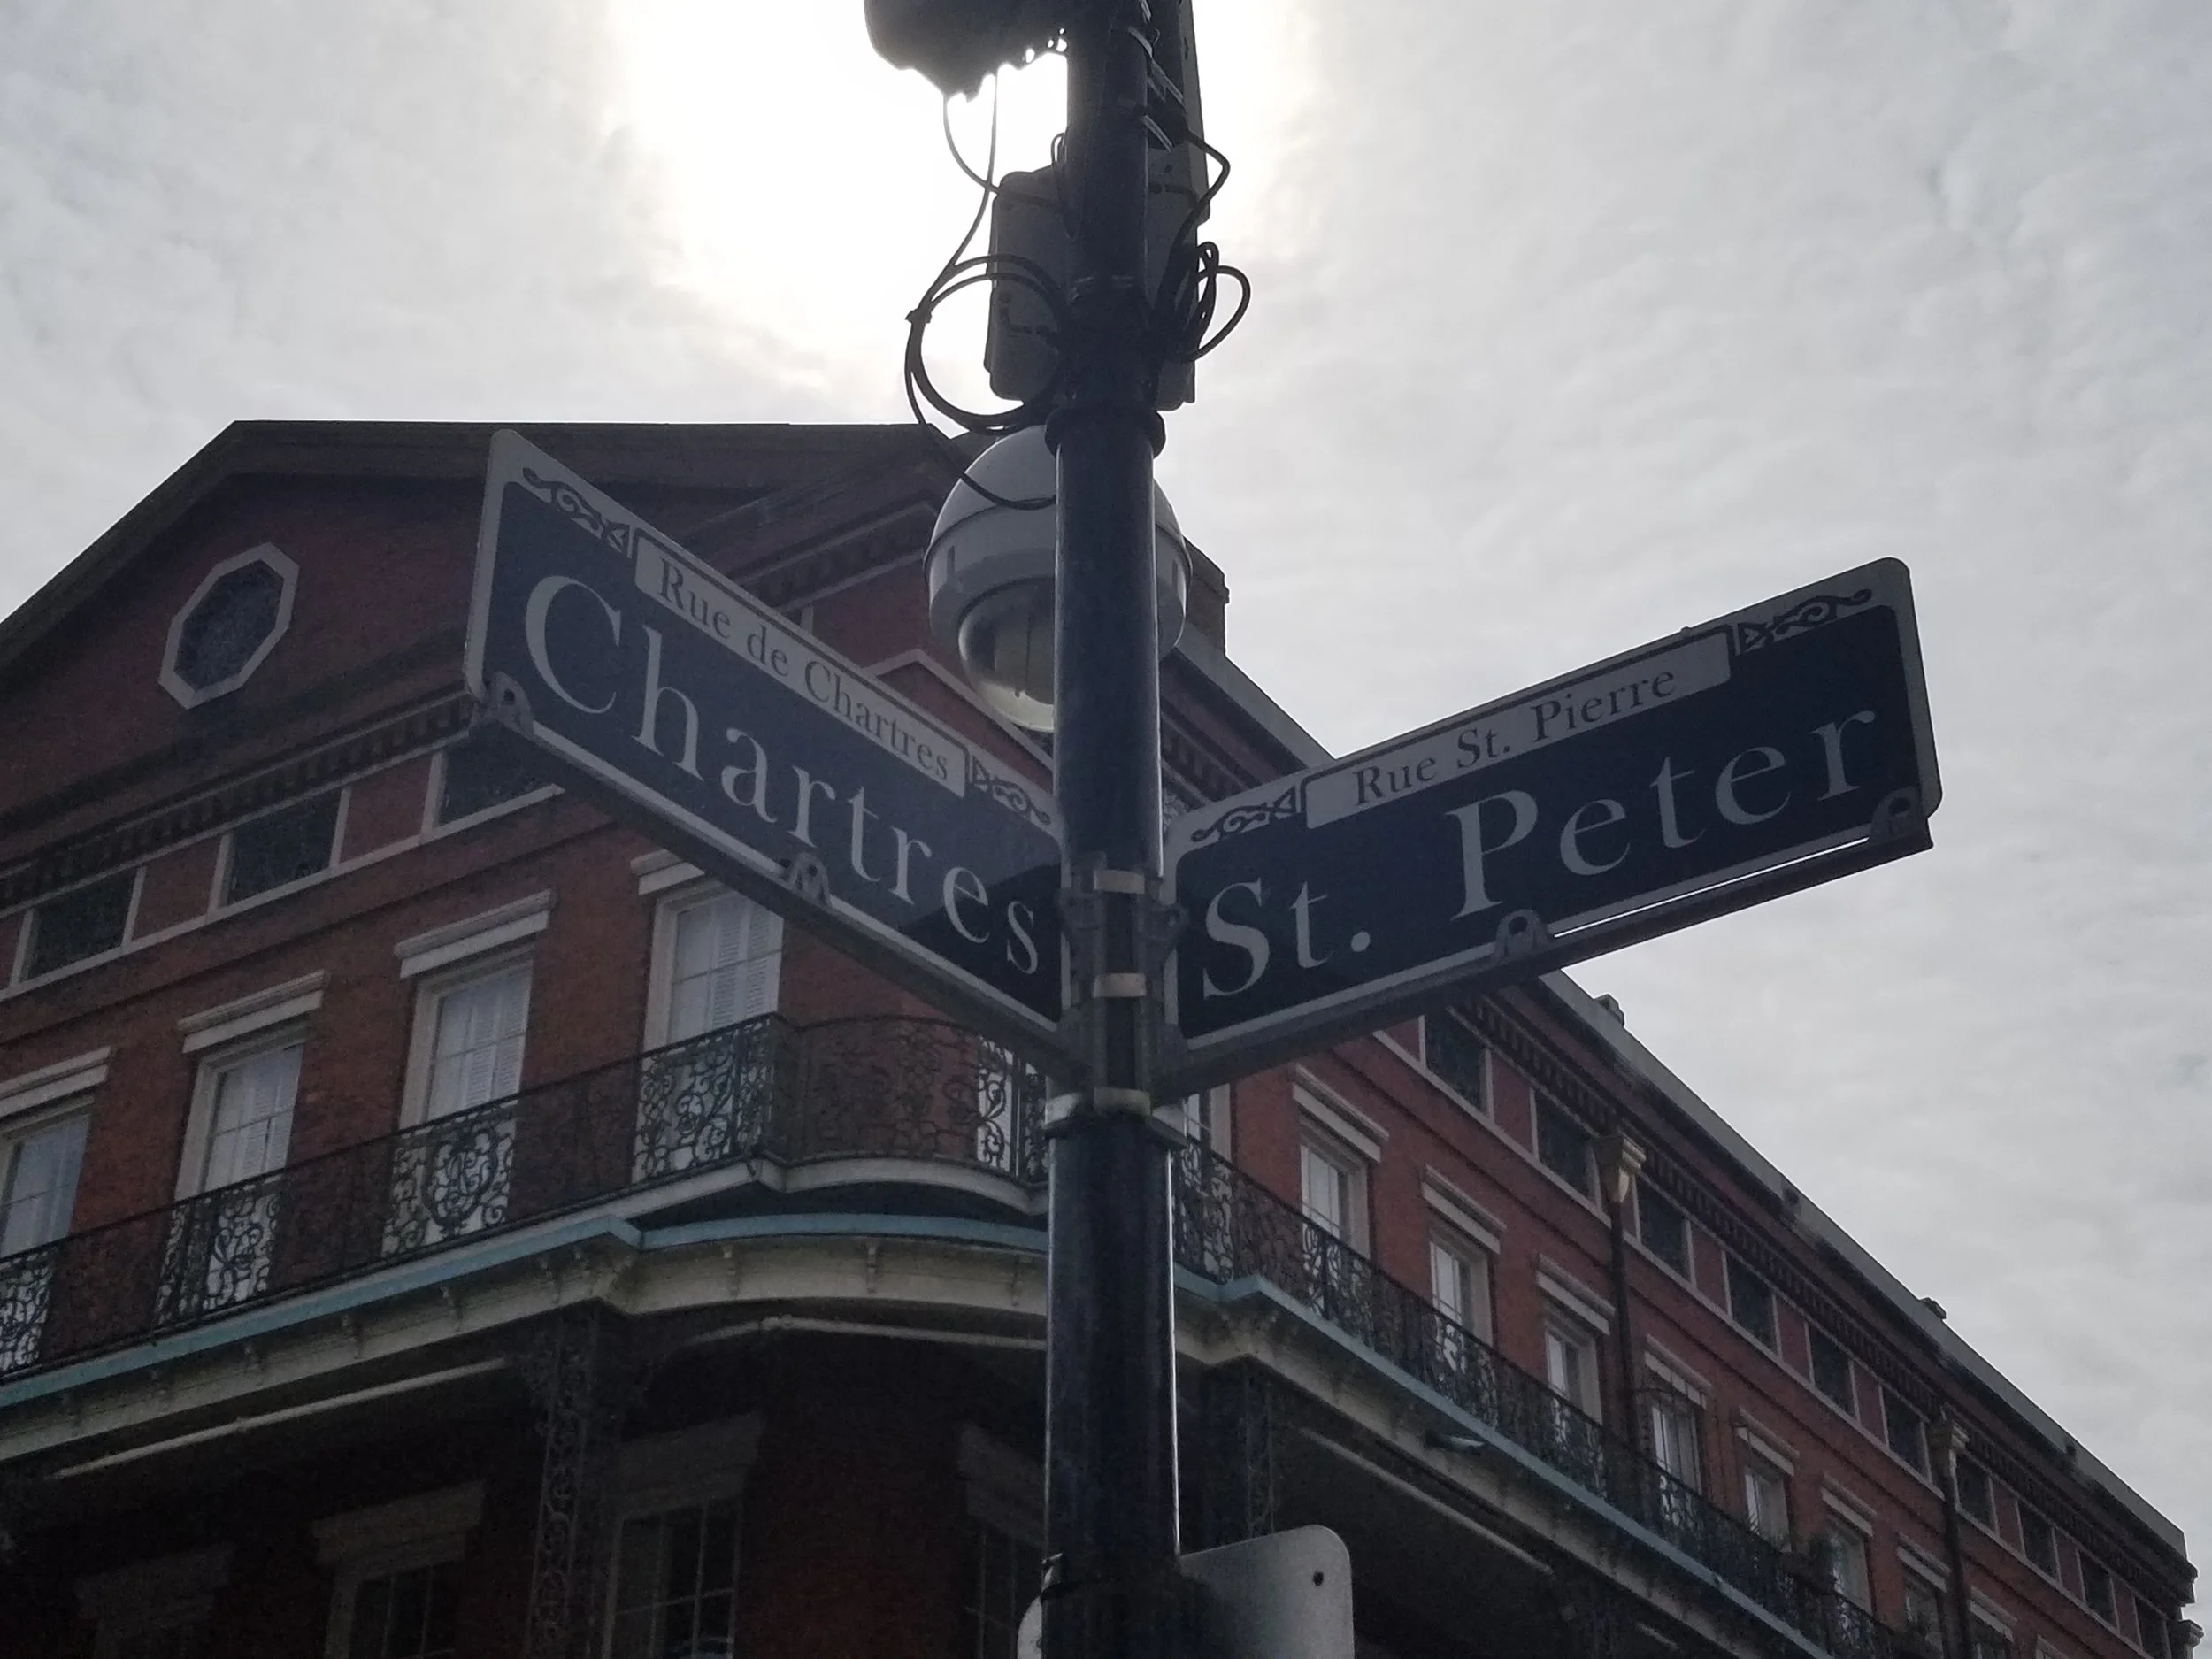 Rue de Chartres
Chartres
Rue St. Pierre
St. Peter